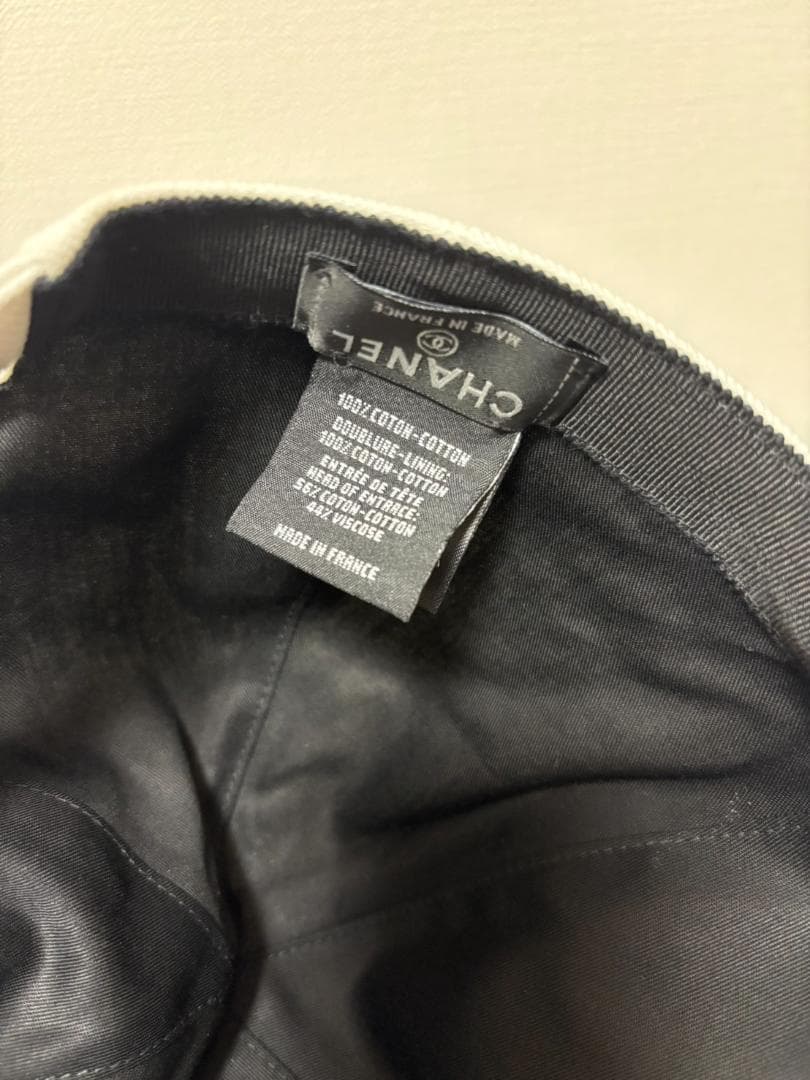 CHANEL
MADE IN FRANCE
100% COTON-COTTON
DOUBLURE-LINING:
100% COTON-COTTON
ENTRÉE DE TÊTE
HEAD OF ENTRACE:
56% COTON-COTTON
44% VISCOSE
MADE IN FRANCE